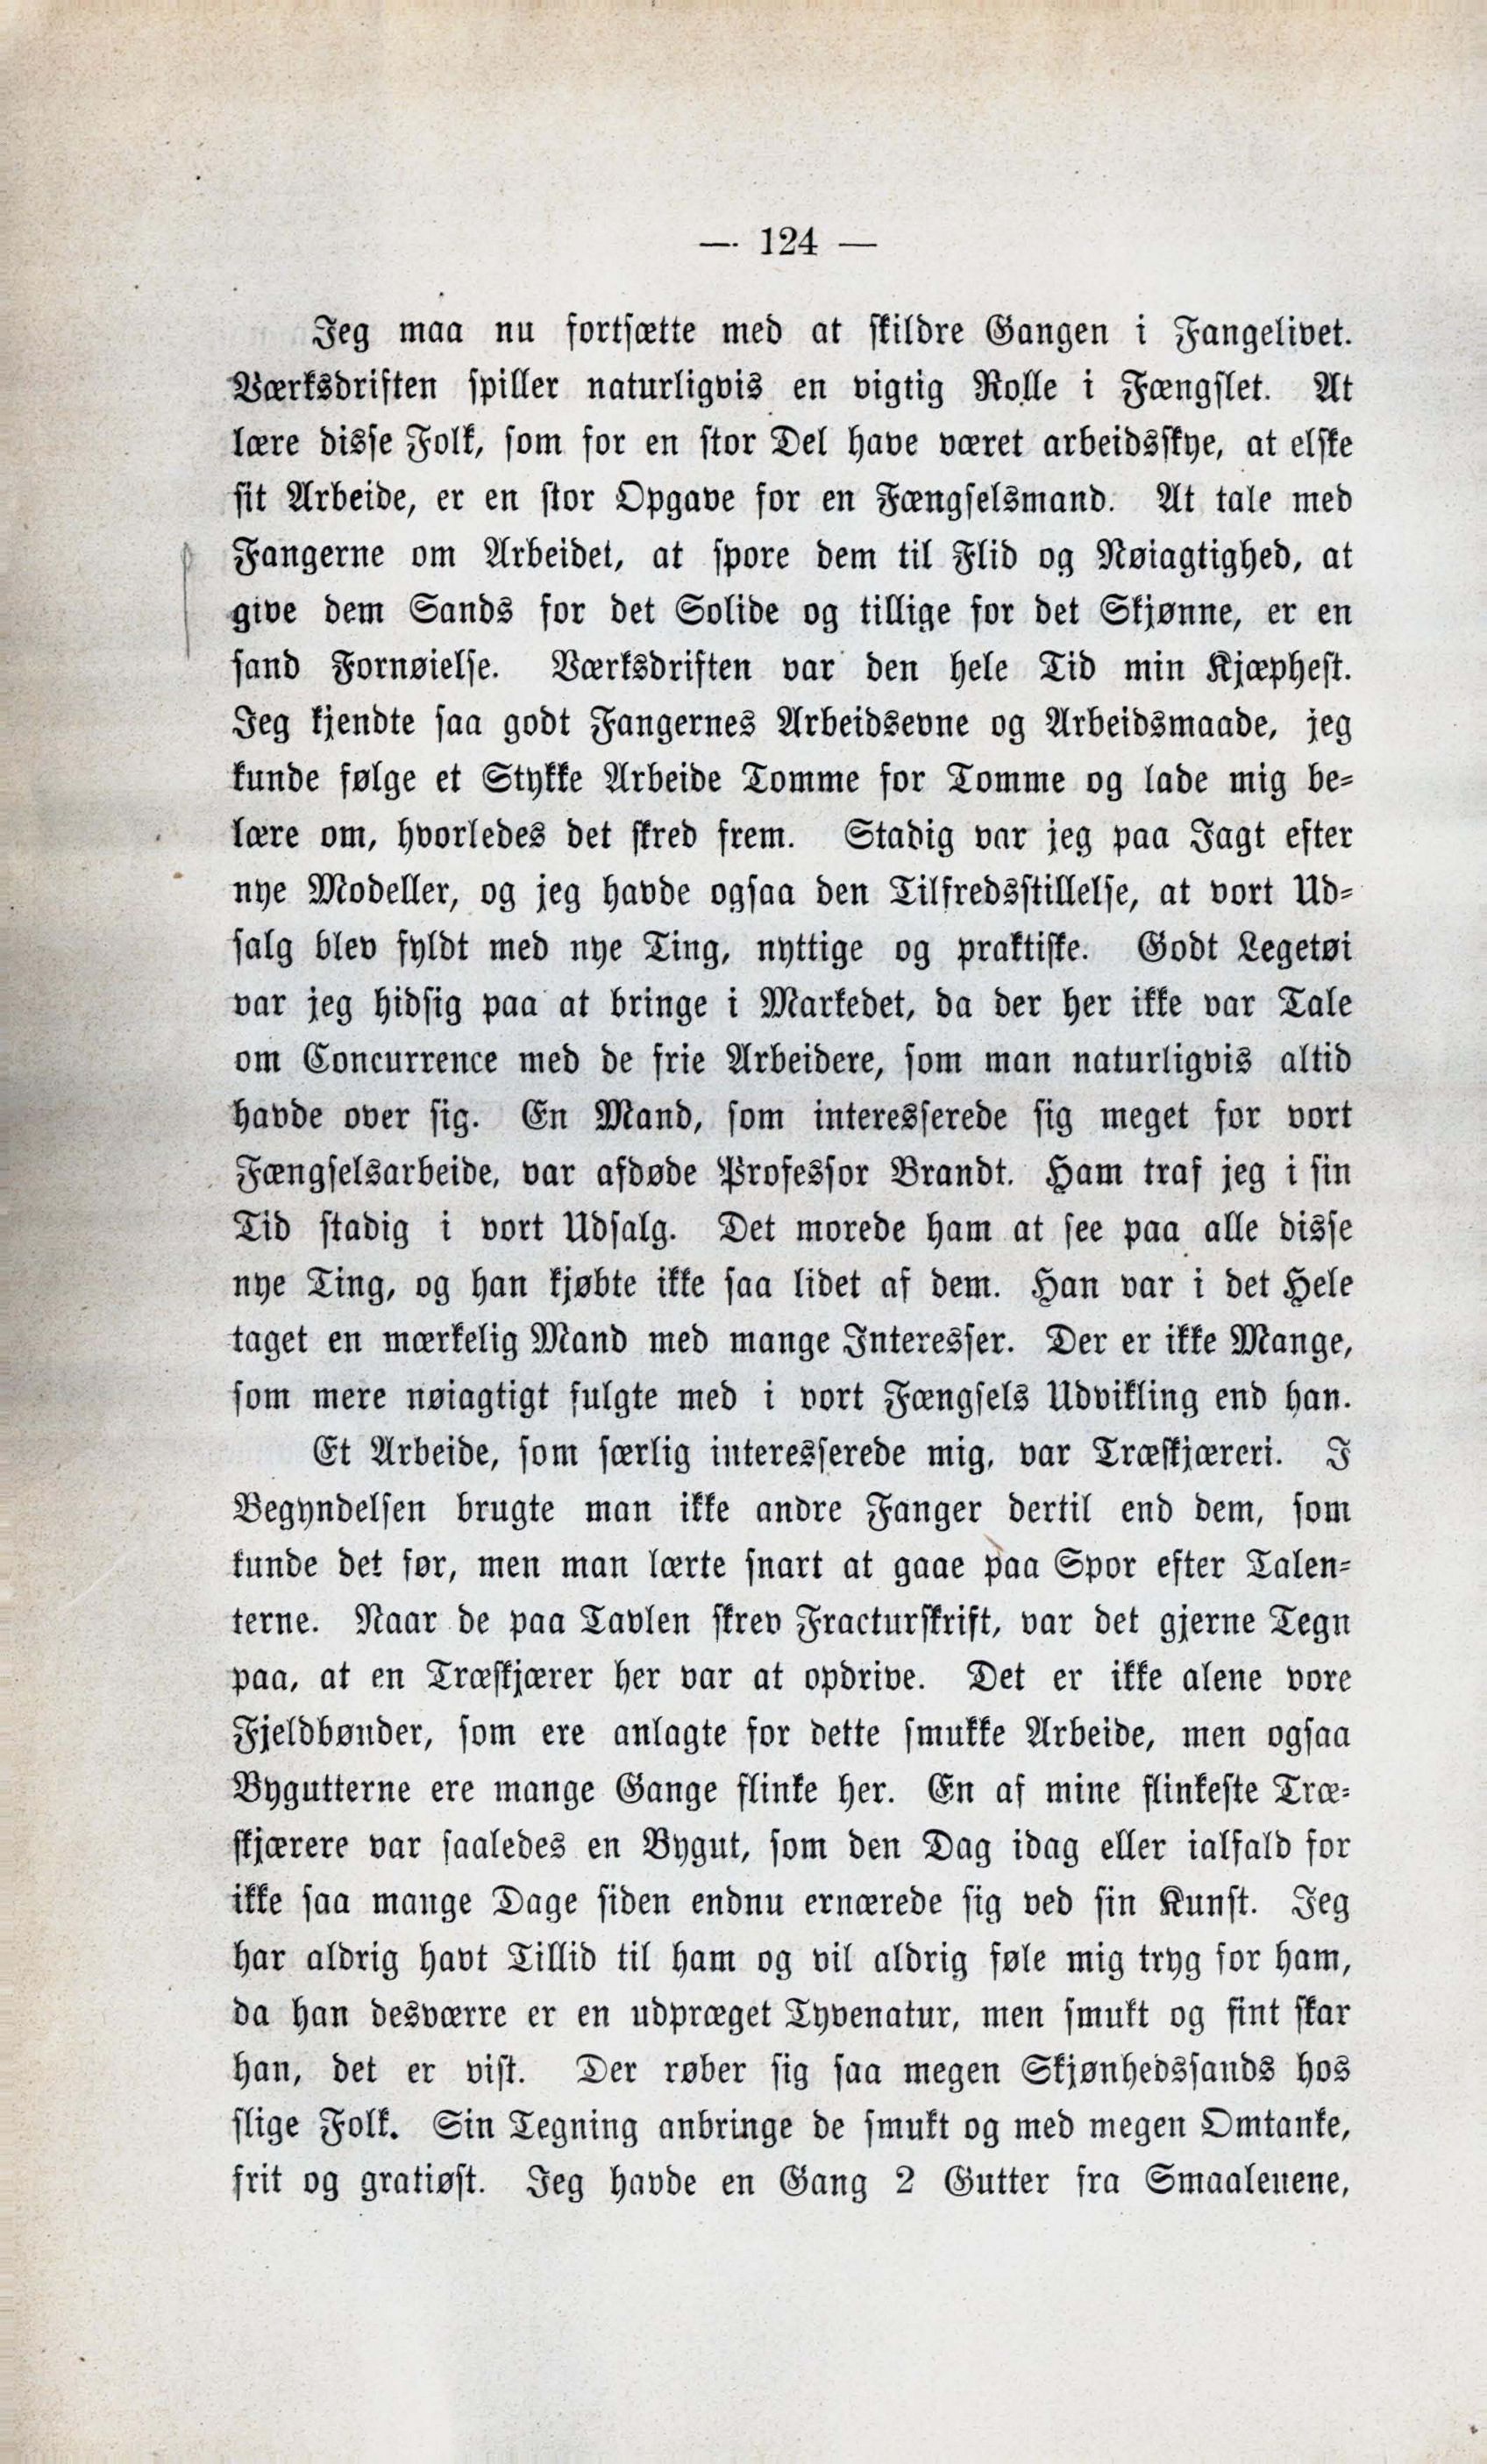 — 124 —
Jeg maa nu fortsætte med at skildre Gangen i Fangelivet.
Værksdriften spiller naturligvis en vigtig Rolle i Fængslet. At
lære disse Folk, som for en stor Del have været arbeidsskye, at elske
sit Arbeide, er en stor Opgave for en Fængselsmand. At tale med
Fangerne om Arbeidet, at spore dem til Flid og Nøiagtighed, at
give dem Sands for det Solide og tillige for det Skjønne, er en
sand Fornøielse. Værksdriften var den hele Tid min Kjæphest.
Jeg kjendte saa godt Fangernes Arbeidsevne og Arbeidsmaade, jeg
kunde følge et Stykke Arbeide Tomme for Tomme og lade mig be-
lære om, hvorledes det skred frem. Stadig var jeg paa Jagt efter
nye Modeller, og jeg havde ogsaa den Tilfredsstillelse, at vort Ud-
salg blev fyldt med nye Ting, nyttige og praktiske. Godt Legetøi
var jeg hidsig paa at bringe i Markedet, da der her ikke var Tale
om Concurrence med de frie Arbeidere, som man naturligvis altid
havde over sig. En Mand, som interesserede sig meget for vort
Fængselsarbeide, var afdøde Professor Brandt. Ham traf jeg i sin
Tid stadig i vort Udsalg. Det morede ham at see paa alle disse
nye Ting, og han kjøbte ikke saa lidet af dem. Han var i det Hele
taget en mærkelig Mand med mange Interesser. Der er ikke Mange,
som mere nøiagtigt fulgte med i vort Fængsels Udvikling end han.
Et Arbeide, som særlig interesserede mig, var Træskjæreri. I
Begyndelsen brugte man ikke andre Fanger dertil end dem, som
kunde det før, men man lærte snart at gaae paa Spor efter Talen-
terne. Naar de paa Tavlen skrev Fracturskrift, var det gjerne Tegn
paa, at en Træskjærer her var at opdrive. Det er ikke alene vore
Fjeldbønder, som ere anlagte for dette smukke Arbeide, men ogsaa
Bygutterne ere mange Gange flinke her. En af mine flinkeste Træ-
skjærere var saaledes en Bygut, som den Dag idag eller ialfald for
ikke saa mange Dage siden endnu ernærede sig ved sin Kunst. Jeg
har aldrig havt Tillid til ham og vil aldrig føle mig tryg for ham,
da han desværre er en udpræget Tyvenatur, men smukt og fint skar
han, det er vist. Der røber sig saa megen Skjønhedssands hos
slige Folk. Sin Tegning anbringe de smukt og med megen Omtanke,
frit og gratiøst. Jeg havde en Gang 2 Gutter fra Smaalenene,